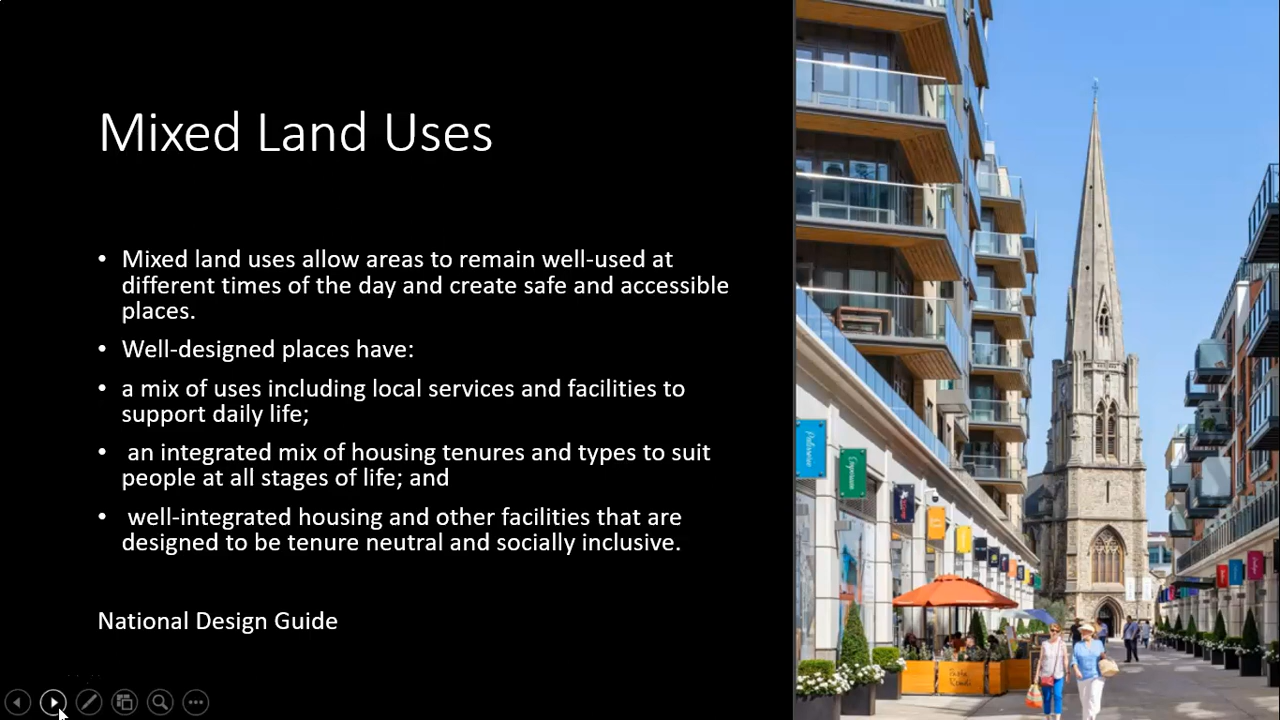 Mixed Land Uses
• Mixed land uses allow areas to remain well-used at
different times of the day and create safe and accessible
places.
• Well-designed places have:
• a mix of uses including local services and facilities to
support daily life;
• an integrated mix of housing tenures and types to suit
people at all stages of life; and
• well-integrated housing and other facilities that are
designed to be tenure neutral and socially inclusive.
National Design Guide